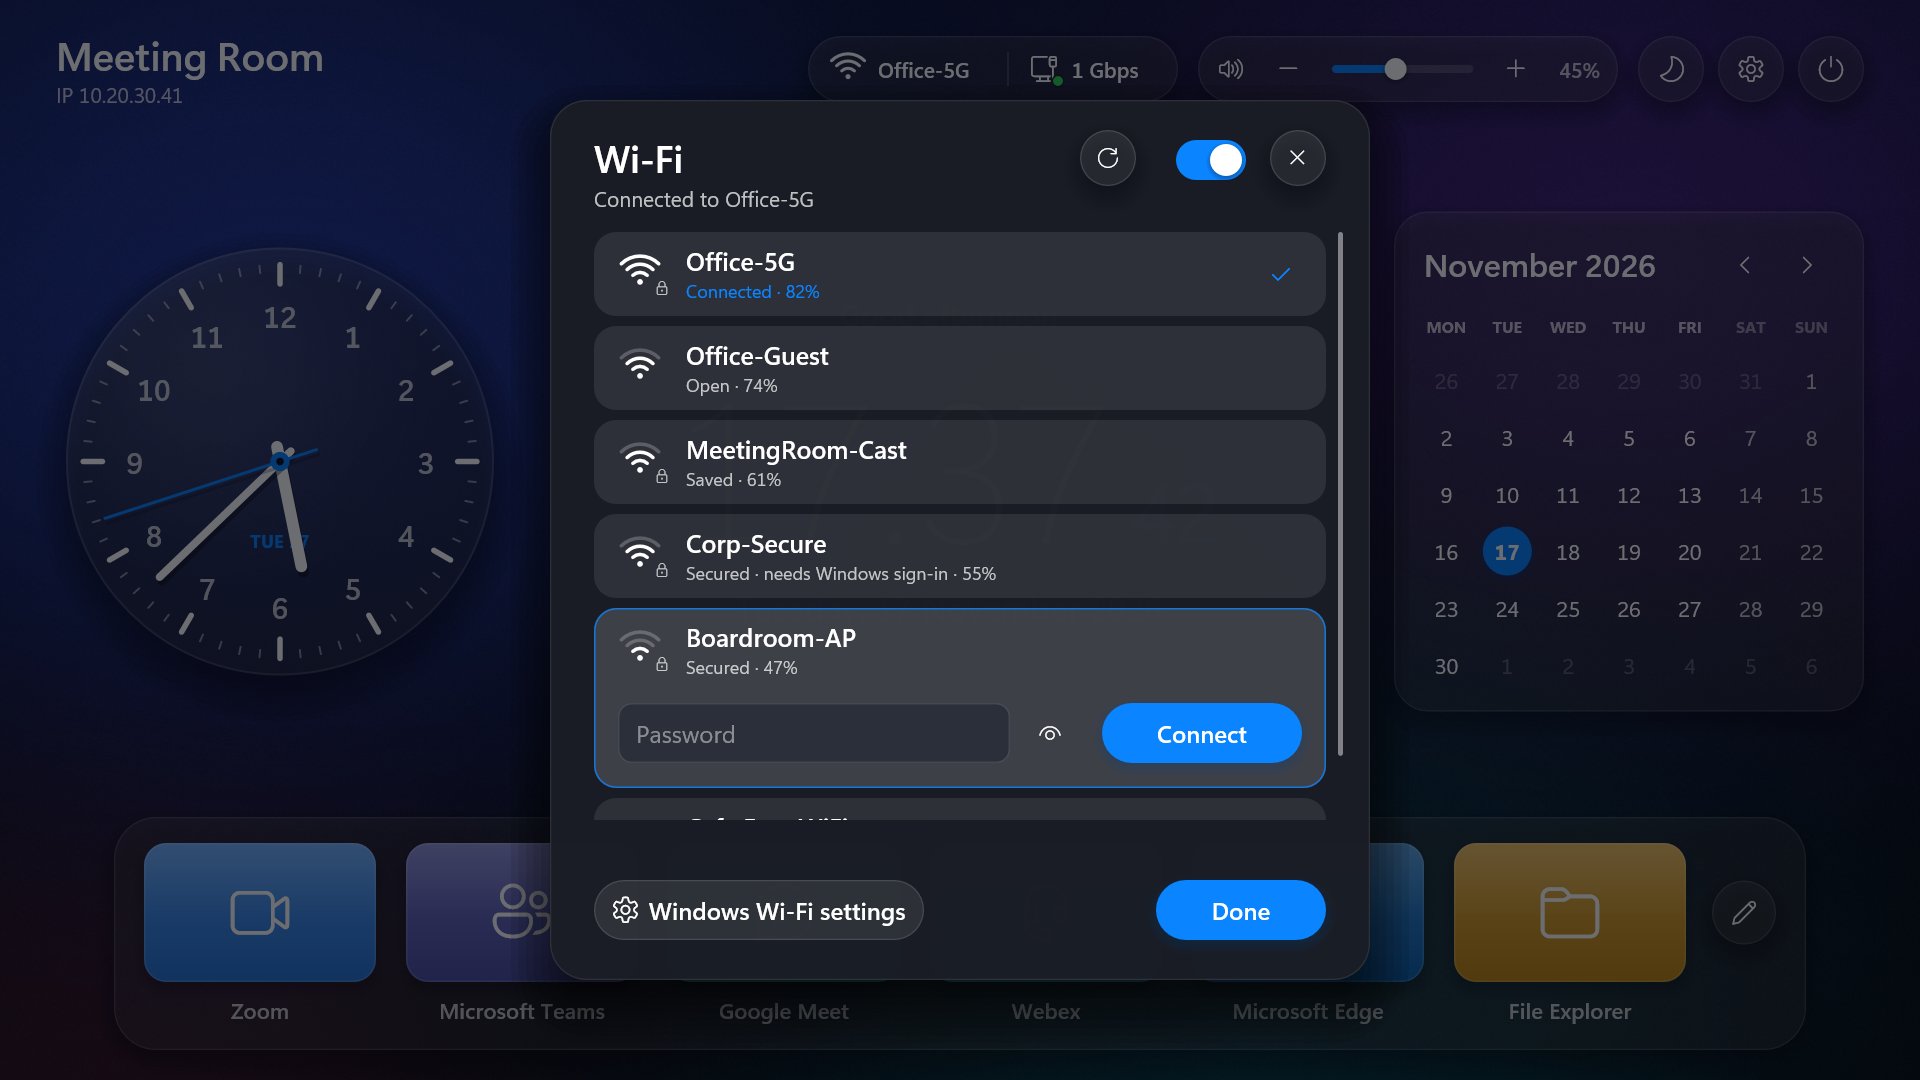 Meeting Room
IP 10.20.30.41
Office-5G
1 Gbps
45%
Wi-Fi
Connected to Office-5G
Office-5G
Connected · 82%
Office-Guest
Open · 74%
MeetingRoom-Cast
Saved · 61%
Corp-Secure
Secured · needs Windows sign-in · 55%
Boardroom-AP
Secured · 47%
Password
Connect
Windows Wi-Fi settings
Done
12
1
2
3
4
5
6
7
8
9
10
11
TUE
November 2026
MON TUE WED THU FRI SAT SUN
26 27 28 29 30 31 1
2 3 4 5 6 7 8
9 10 11 12 13 14 15
16 17 18 19 20 21 22
23 24 25 26 27 28 29
30 1 2 3 4 5 6
Zoom
Microsoft Teams
Google Meet
Webex
Microsoft Edge
File Explorer